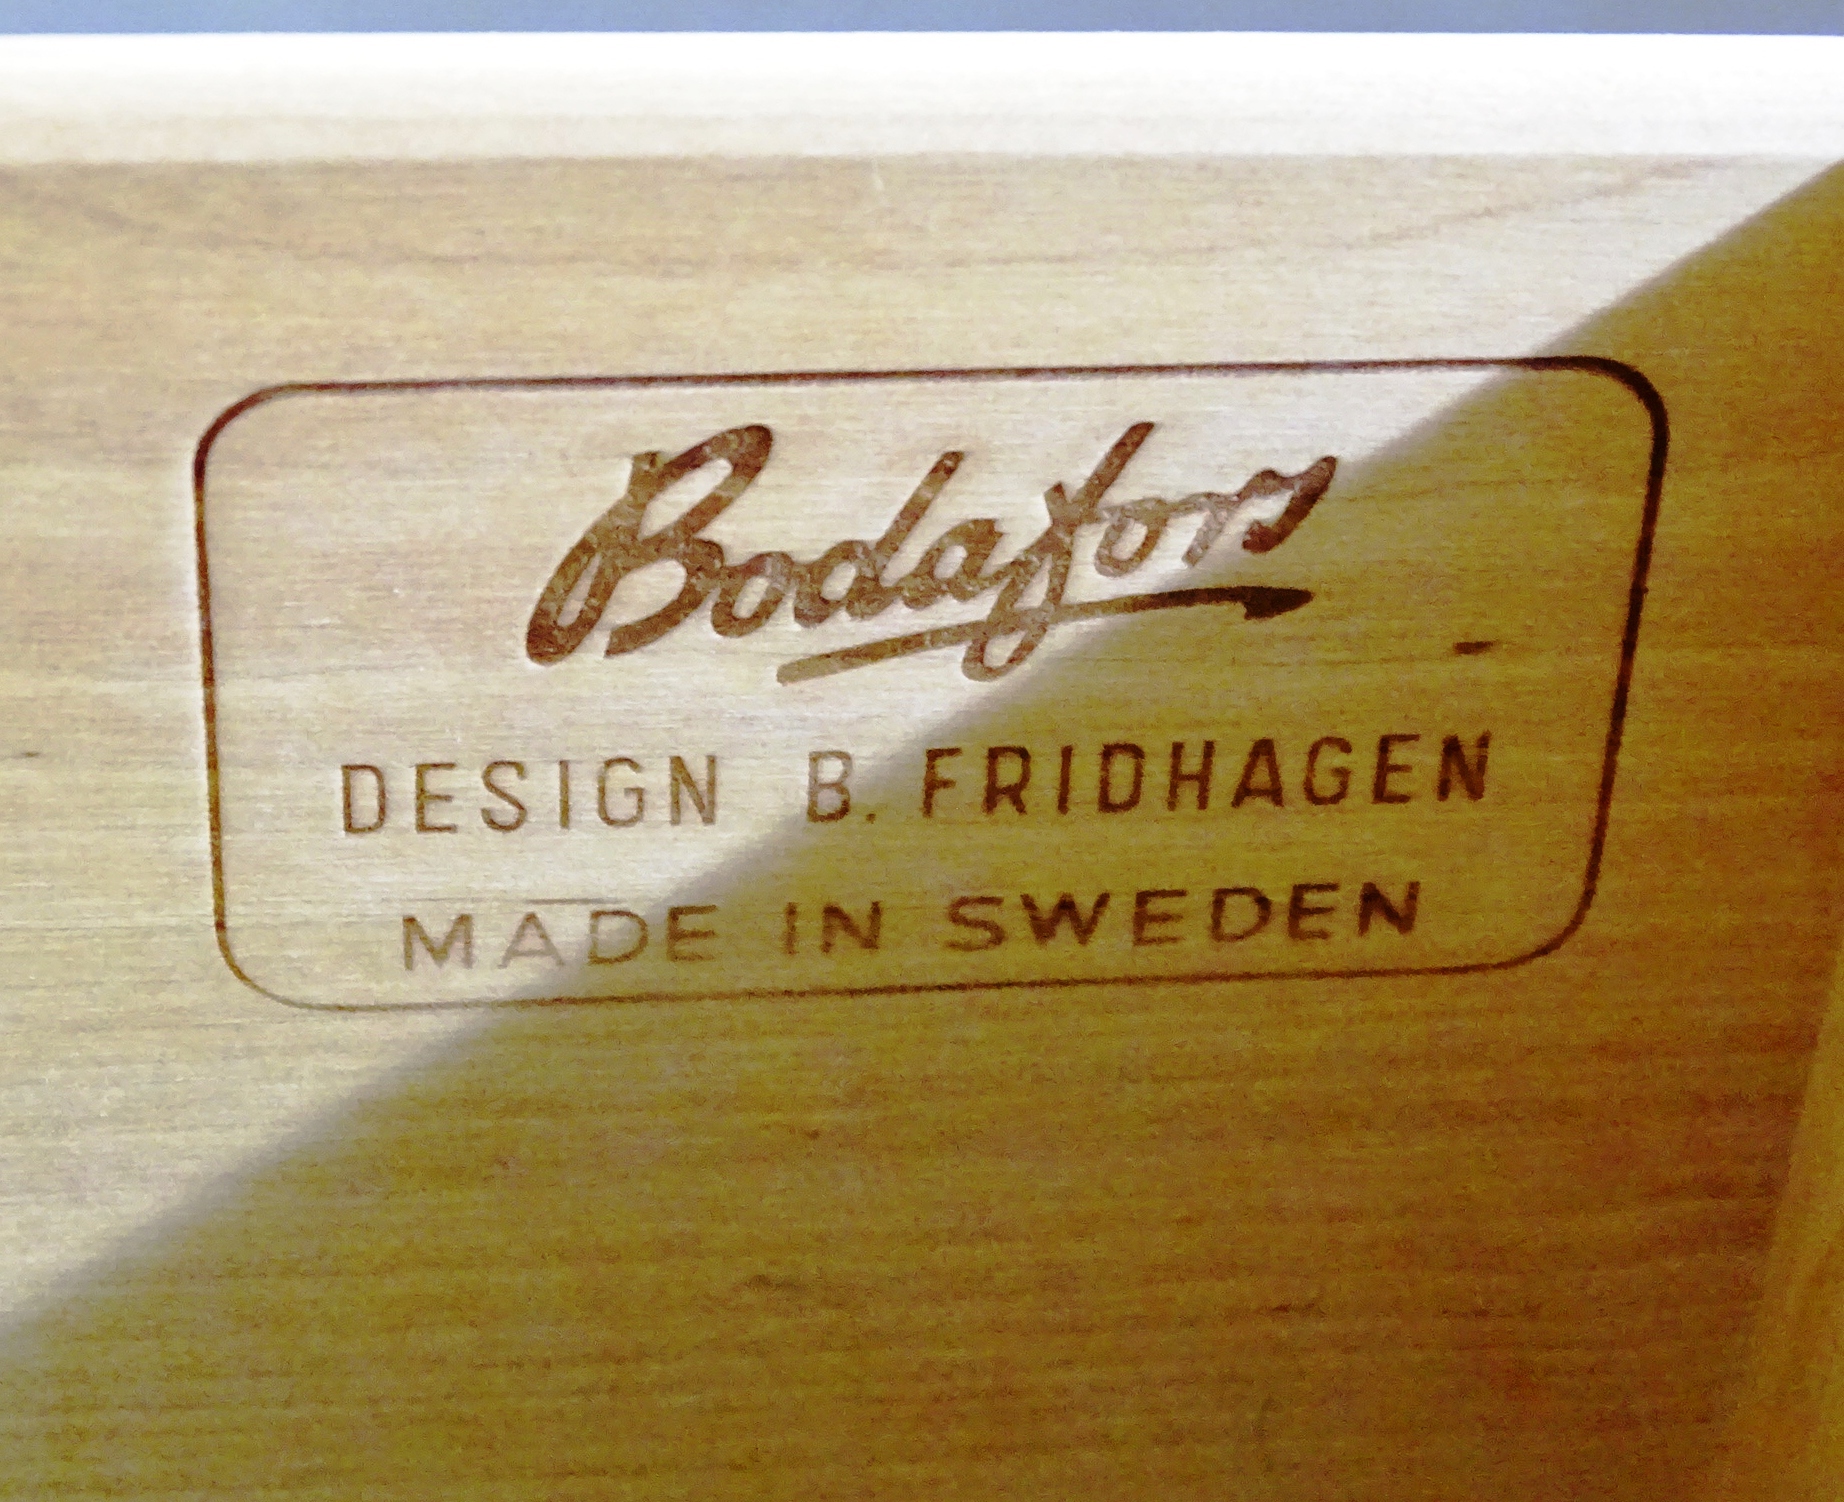 Bodafors
DESIGN B. FRIDHAGEN
MADE IN SWEDEN